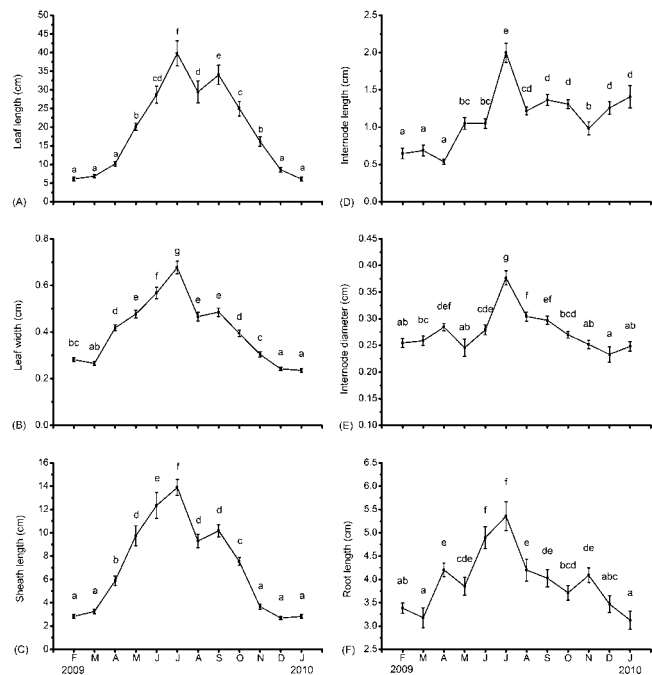 50
45
40
35
30
25
20
15
10
5
0
Leaf length (cm)
(A)
a a a b cd f d e c b a a
2.5
2.0
1.5
1.0
0.5
0.0
Internode length (cm)
(D)
a a a bc bc e cd d d b d d
0.8
0.6
0.4
0.2
0.0
Leaf width (cm)
(B)
bc ab d e f g e e d c a a
0.45
0.40
0.35
0.30
0.25
0.20
0.15
0.10
Internode diameter (cm)
(E)
ab bc def ab cde g f ef bcd ab a ab
16
14
12
10
8
6
4
2
0
Sheath length (cm)
(C)
a a b d e f d d c a a a
F M A M J J A S O N D J
2009 2010
6.5
6.0
5.5
5.0
4.5
4.0
3.5
3.0
2.5
Root length (cm)
(F)
ab a e cde f f e de bcd de abc a
F M A M J J A S O N D J
2009 2010